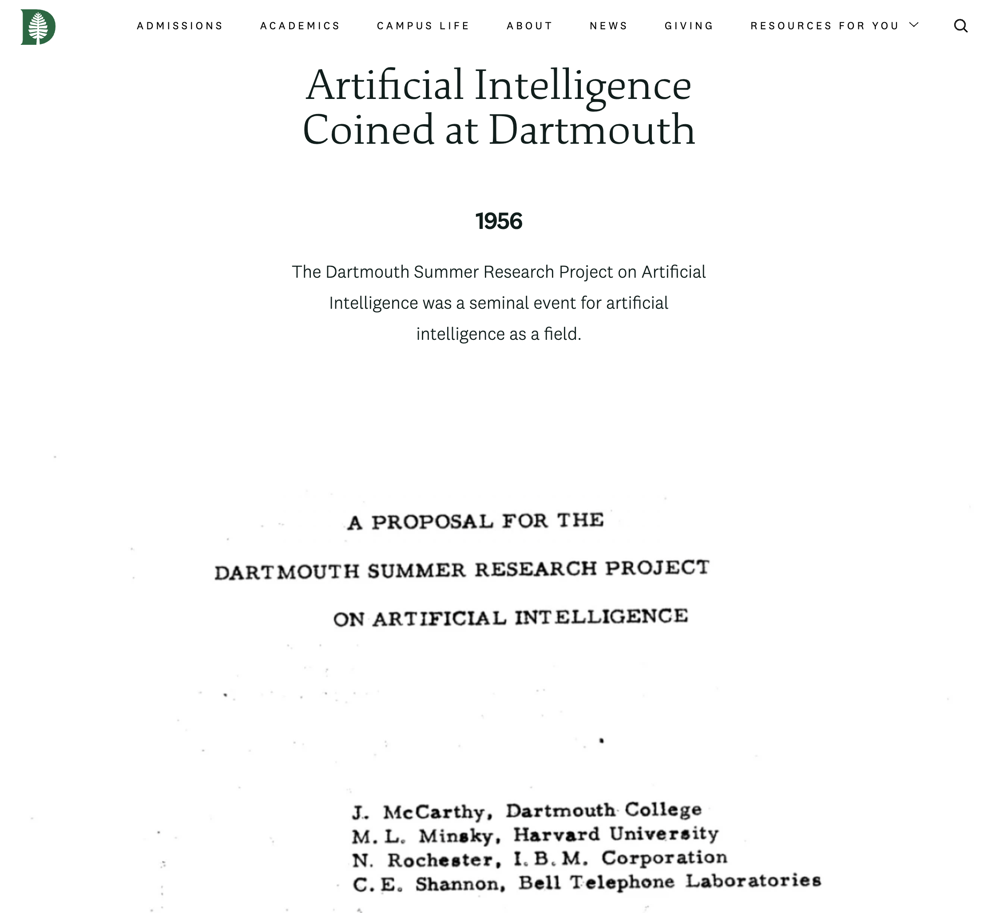 ADMISSIONS ACADEMICS CAMPUS LIFE ABOUT NEWS GIVING RESOURCES FOR YOU
Artificial Intelligence
Coined at Dartmouth
1956
The Dartmouth Summer Research Project on Artificial
Intelligence was a seminal event for artificial
intelligence as a field.
A PROPOSAL FOR THE
DARTMOUTH SUMMER RESEARCH PROJECT
ON ARTIFICIAL INTELLIGENCE
J. McCarthy, Dartmouth College
M. L. Minsky, Harvard University
N. Rochester, I. B. M. Corporation
C. E. Shannon, Bell Telephone Laboratories